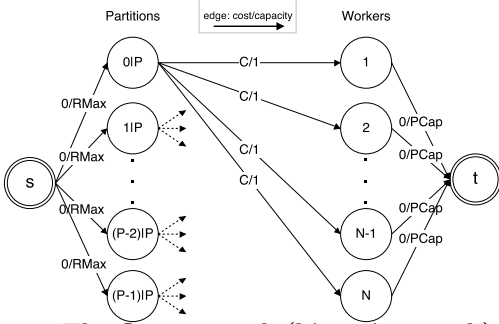 Partitions
edge: cost/capacity
Workers
0|P
C/1
1
0/RMax
C/1
0/PCap
1|P
2
0/RMax
C/1
0/PCap
s
C/1
t
0/RMax
0/PCap
(P-2)|P
N-1
0/PCap
0/RMax
(P-1)|P
N